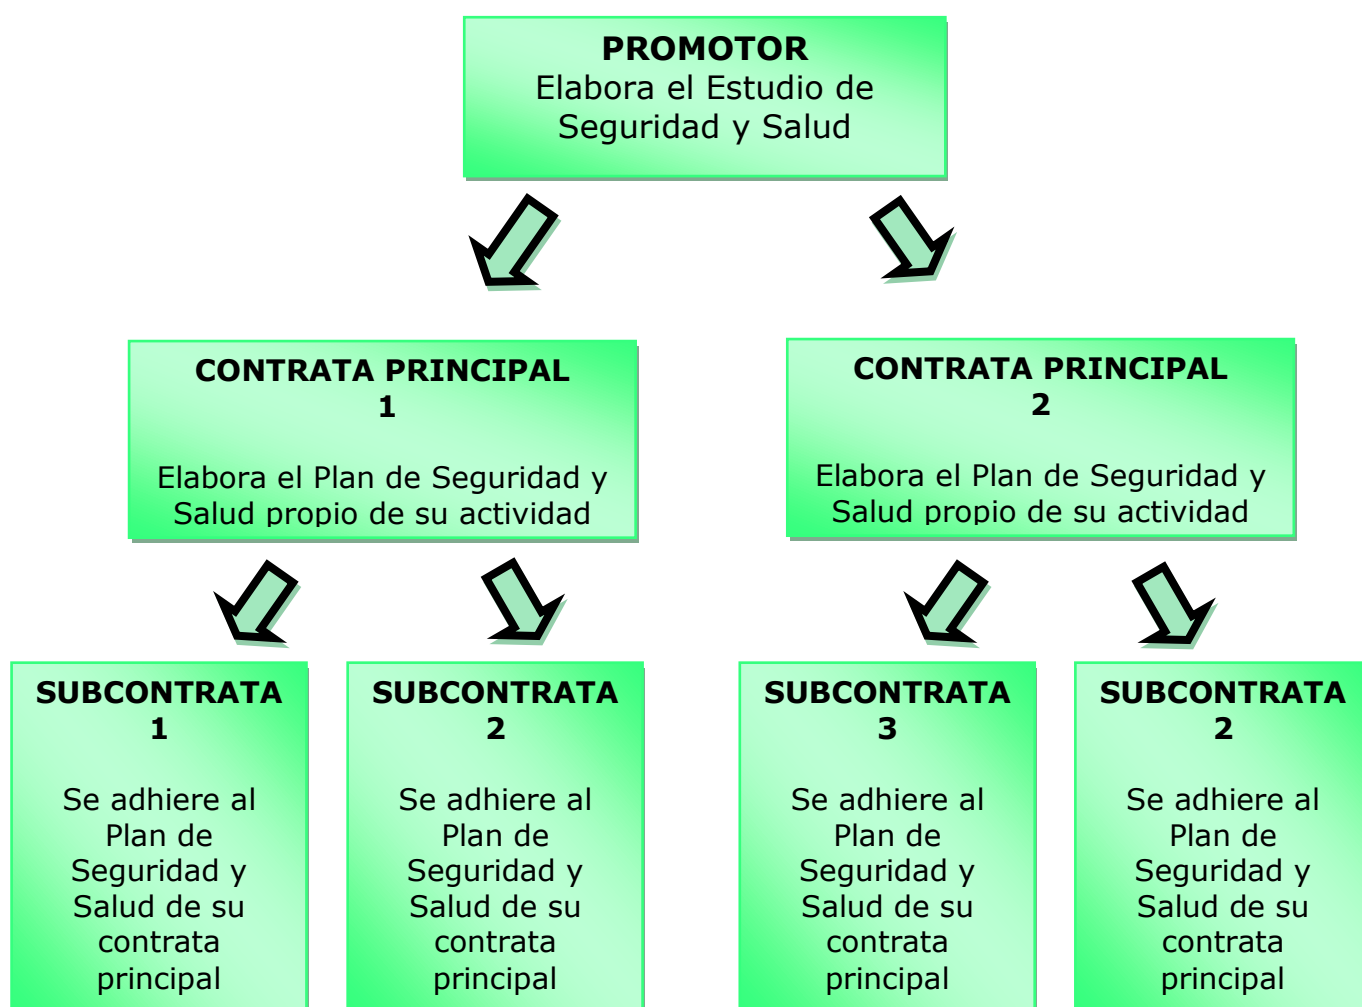 PROMOTOR
Elabora el Estudio de
Seguridad y Salud
CONTRATA PRINCIPAL
1
Elabora el Plan de Seguridad y
Salud propio de su actividad
CONTRATA PRINCIPAL
2
Elabora el Plan de Seguridad y
Salud propio de su actividad
SUBCONTRATA
1
Se adhiere al
Plan de
Seguridad y
Salud de su
contrata
principal
SUBCONTRATA
2
Se adhiere al
Plan de
Seguridad y
Salud de su
contrata
principal
SUBCONTRATA
3
Se adhiere al
Plan de
Seguridad y
Salud de su
contrata
principal
SUBCONTRATA
2
Se adhiere al
Plan de
Seguridad y
Salud de su
contrata
principal